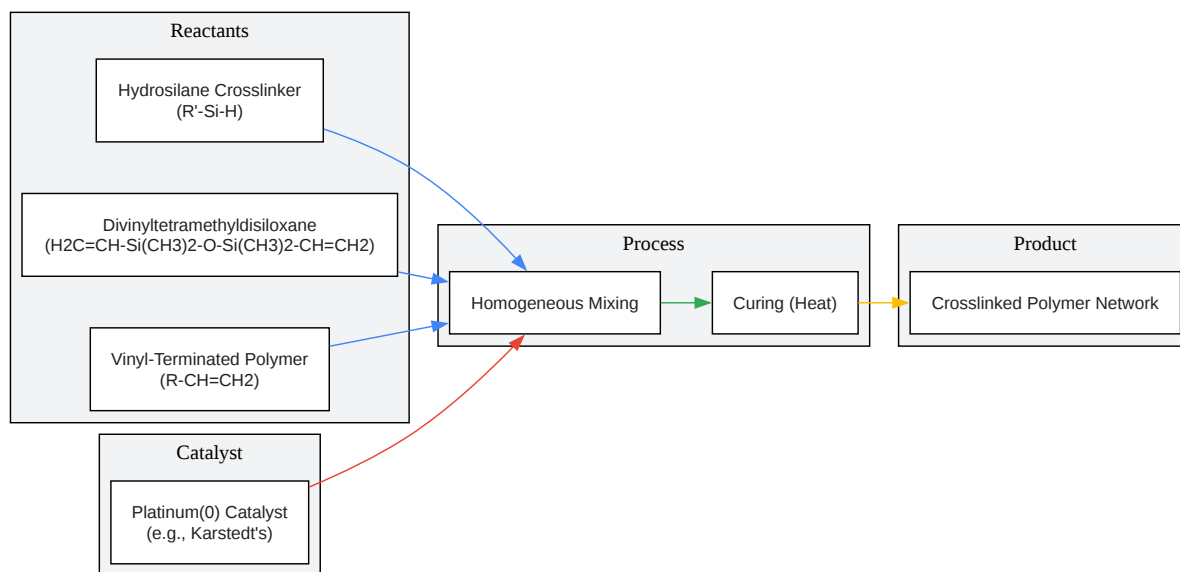 Reactants
Hydrosilane Crosslinker
(R'-Si-H)
Divinyltetramethyldisiloxane
(H2C=CH-Si(CH3)2-O-Si(CH3)2-CH=CH2)
Vinyl-Terminated Polymer
(R-CH=CH2)
Catalyst
Platinum(0) Catalyst
(e.g., Karstedt's)
Process
Homogeneous Mixing
Curing (Heat)
Product
Crosslinked Polymer Network